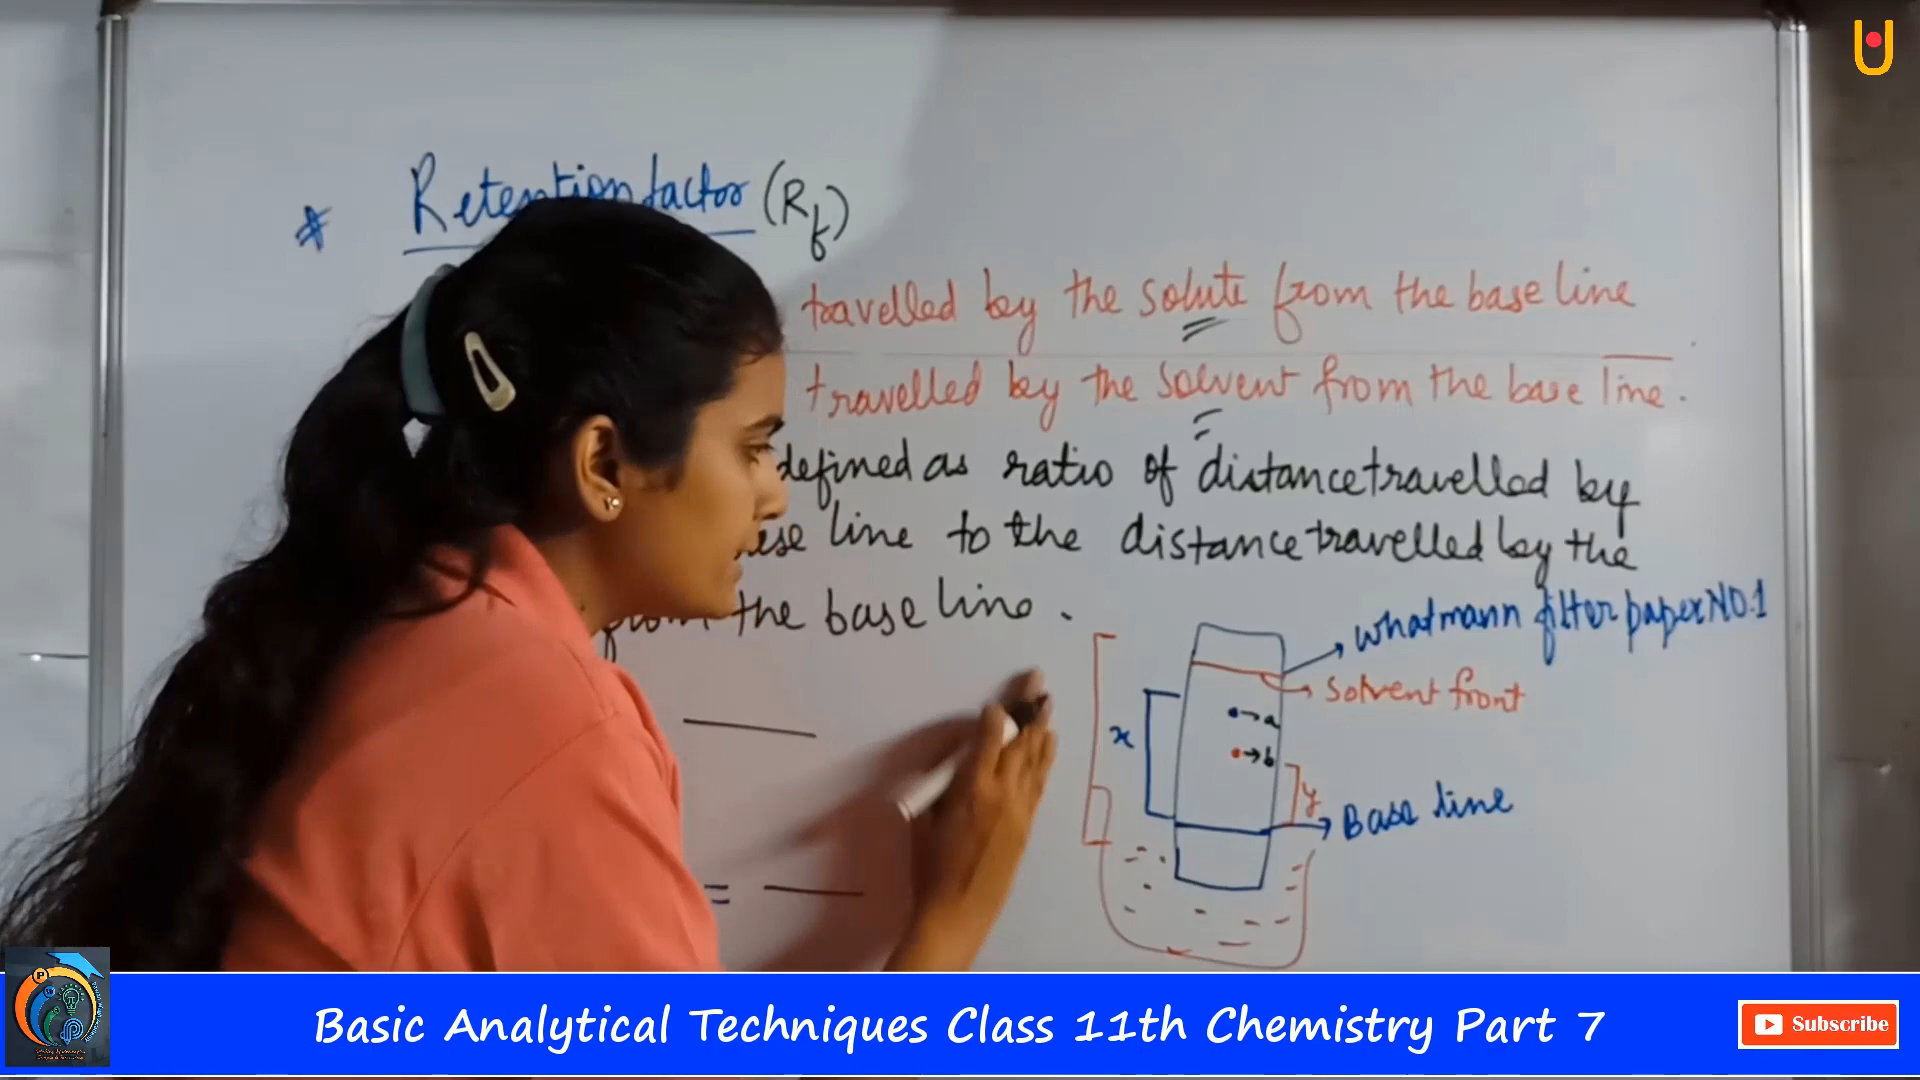 * Retention factor (Rf)
travelled by the solute from the base line
travelled by the solvent from the base line.
defined as ratio of distance travelled by
line to the distance travelled by the
from the base line.
whatmann filter paper NO.1
solvent front
a
x
b
y
Base line
=
Basic Analytical Techniques Class 11th Chemistry Part 7
Subscribe